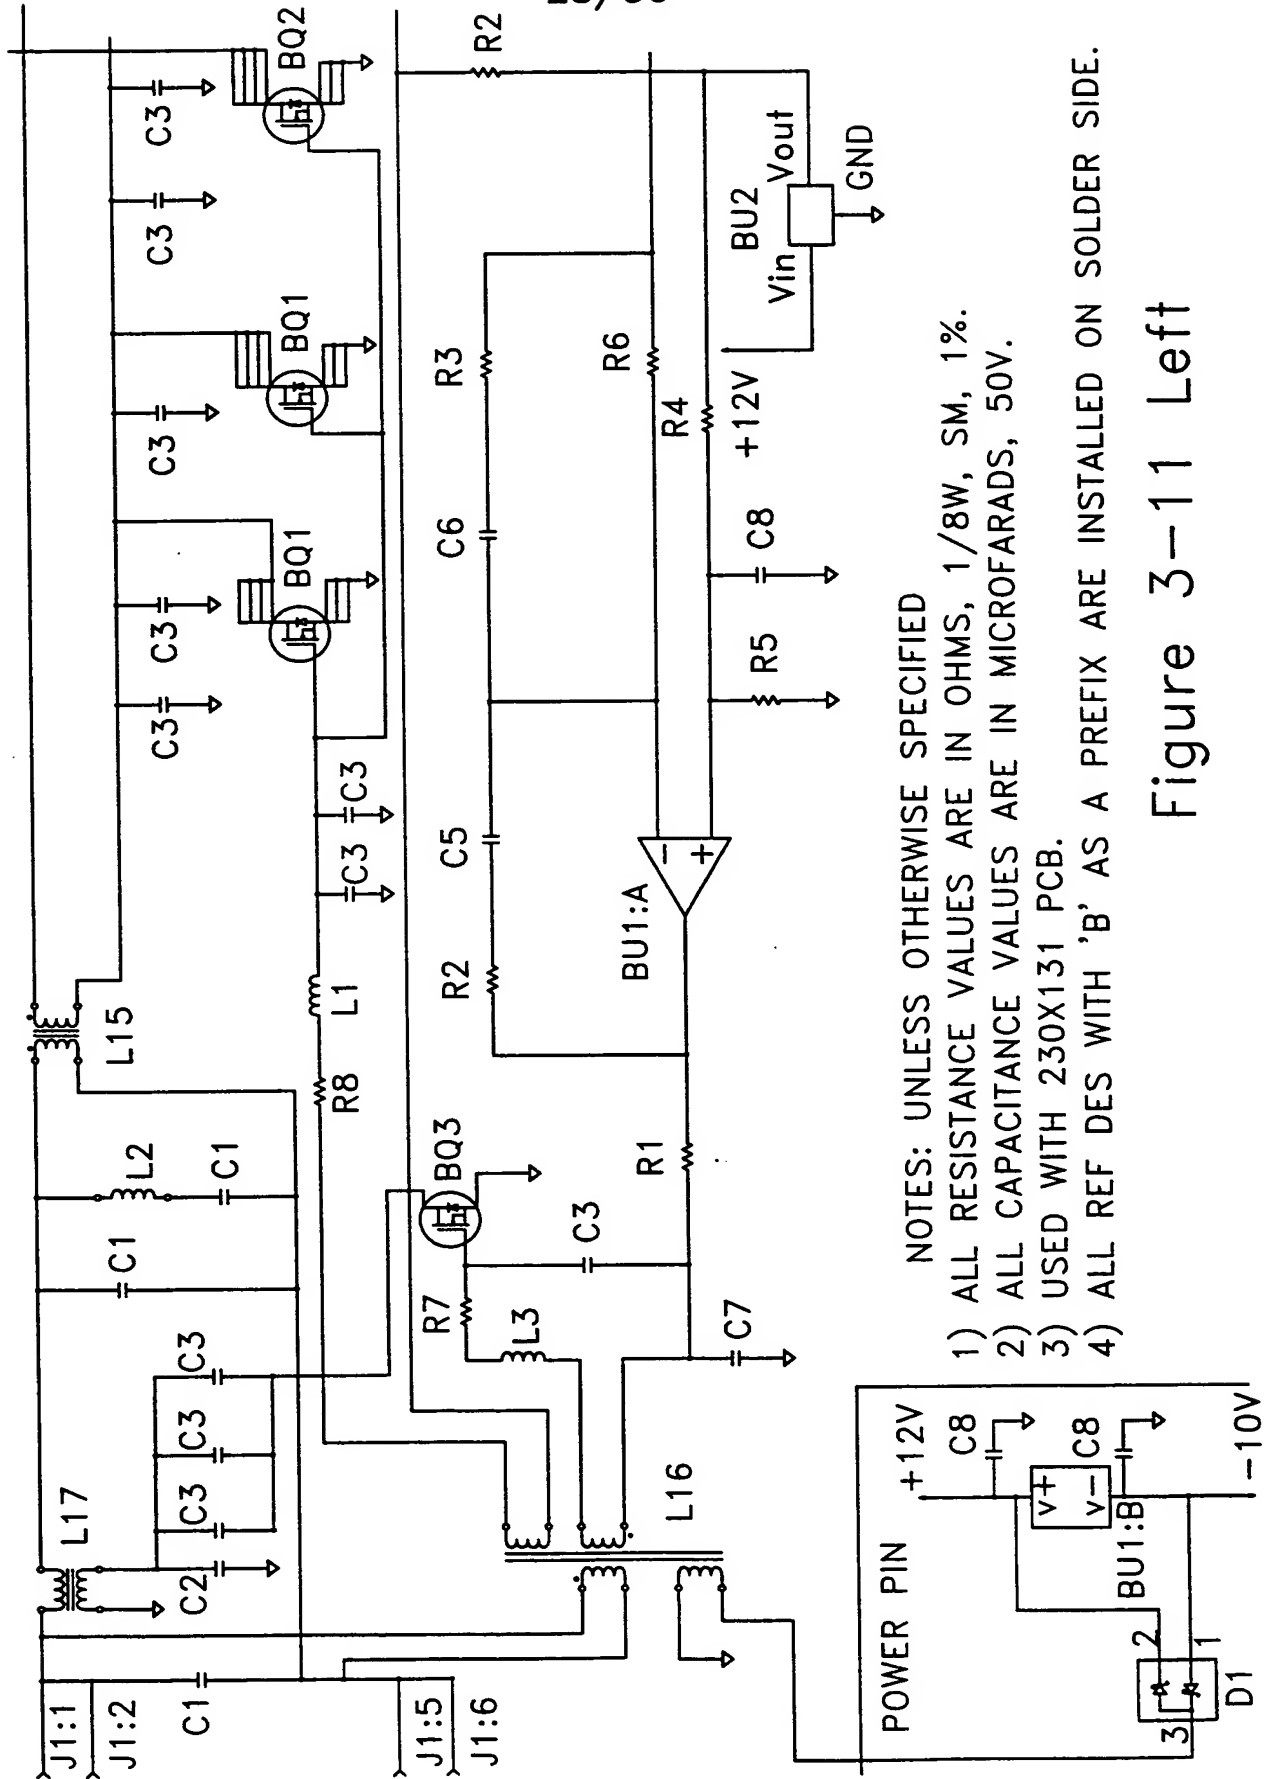 J1:1
J1:2
C1
J1:5
J1:6
L17
C2
C3
C3
C3
C1
L2
C1
L15
C3
C3
C3
C3
C3
BQ1
BQ1
BQ2
R8
L1
C3
C3
BQ3
R7
L3
C3
L16
C7
R1
R2
C5
C6
R3
R6
R4
R2
BU1:A
−
+
R5
C8
+12V
Vin
BU2
Vout
GND
POWER PIN
+12V
C8
v+
v−
C8
BU1:B
−10V
2
1
3
D1
NOTES: UNLESS OTHERWISE SPECIFIED
1) ALL RESISTANCE VALUES ARE IN OHMS, 1/8W, SM, 1%.
2) ALL CAPACITANCE VALUES ARE IN MICROFARADS, 50V.
3) USED WITH 230X131 PCB.
4) ALL REF DES WITH 'B' AS A PREFIX ARE INSTALLED ON SOLDER SIDE.
Figure 3-11 Left